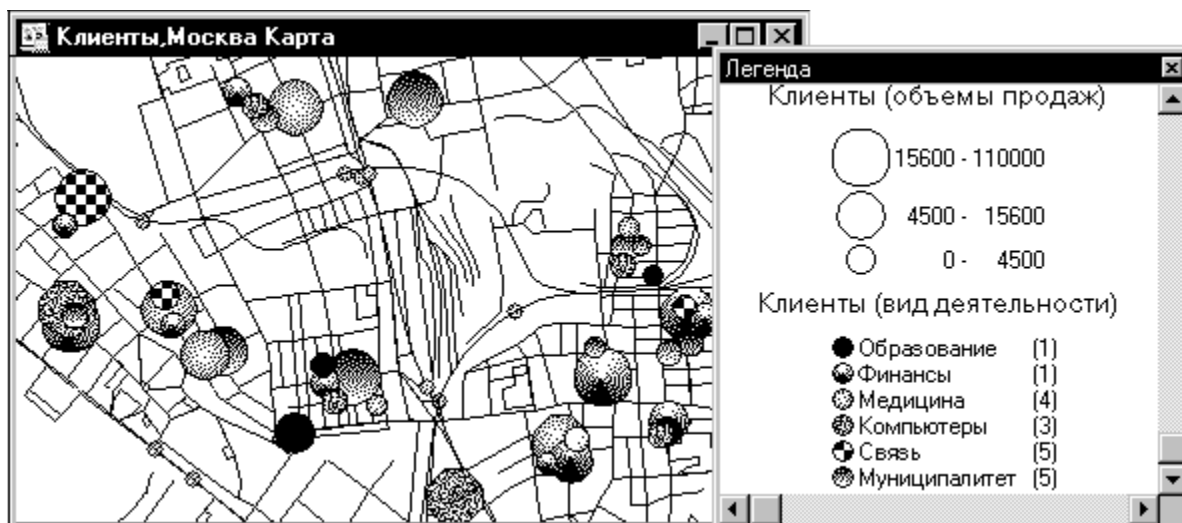 Клиенты,Москва Карта
Легенда
Клиенты (объемы продаж)
15600 - 110000
4500 - 15600
0 - 4500
Клиенты (вид деятельности)
Образование (1)
Финансы (1)
Медицина (4)
Компьютеры (3)
Связь (5)
Муниципалитет (5)